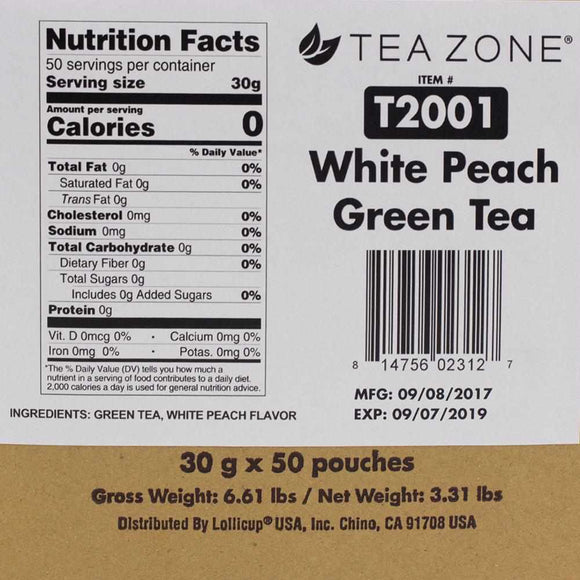 Nutrition Facts
50 servings per container
Serving size 30g
Amount per serving
Calories 0
% Daily Value*
Total Fat 0g 0%
Saturated Fat 0g 0%
Trans Fat 0g
Cholesterol 0mg 0%
Sodium 0mg 0%
Total Carbohydrate 0g 0%
Dietary Fiber 0g 0%
Total Sugars 0g
Includes 0g Added Sugars 0%
Protein 0g
Vit. D 0mcg 0% · Calcium 0mg 0%
Iron 0mg 0% · Potas. 0mg 0%
*The % Daily Value (DV) tells you how much a
nutrient in a serving of food contributes to a daily diet.
2,000 calories a day is used for general nutrition advice.
INGREDIENTS: GREEN TEA, WHITE PEACH FLAVOR
TEA ZONE®
ITEM #
T2001
White Peach
Green Tea
8 14756 02312 7
MFG: 09/08/2017
EXP: 09/07/2019
30 g x 50 pouches
Gross Weight: 6.61 lbs / Net Weight: 3.31 lbs
Distributed By Lollicup® USA, Inc. Chino, CA 91708 USA